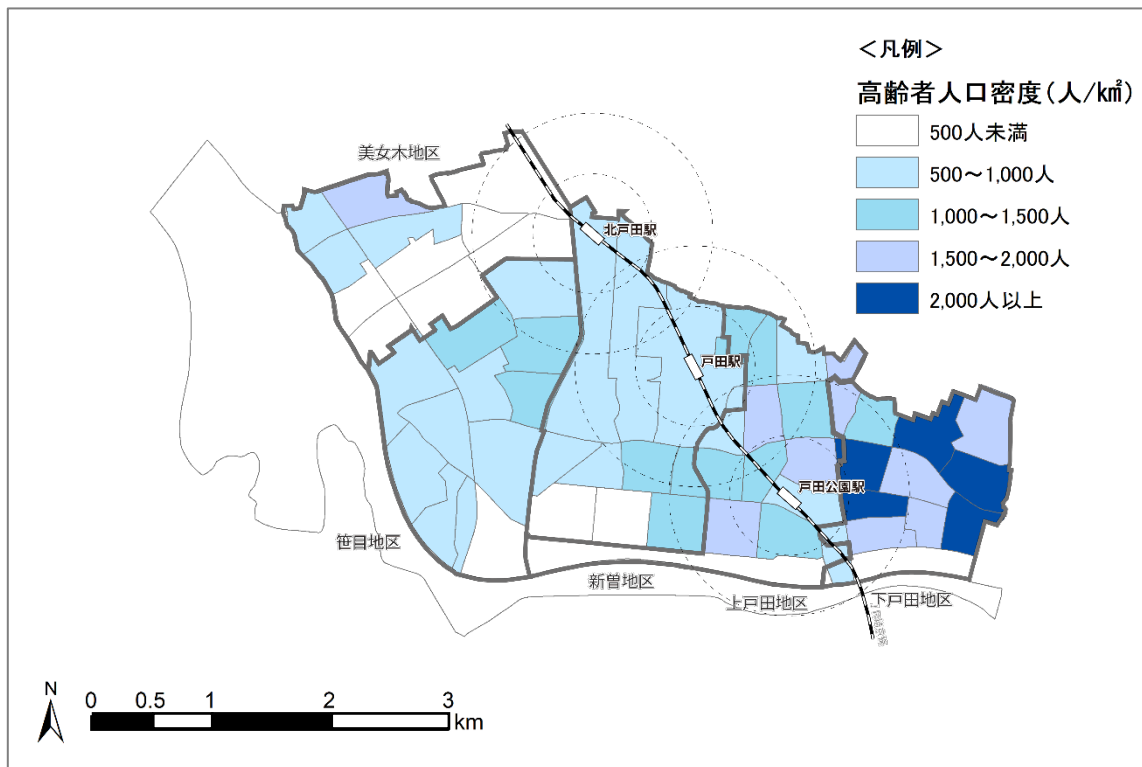 ＜凡例＞
高齢者人口密度(人/k㎡)
500人未満
500～1,000人
1,000～1,500人
1,500～2,000人
2,000人以上
美女木地区
北戸田駅
戸田駅
戸田公園駅
笹目地区
新曽地区
上戸田地区
下戸田地区
N
0 0.5 1 2 3
km